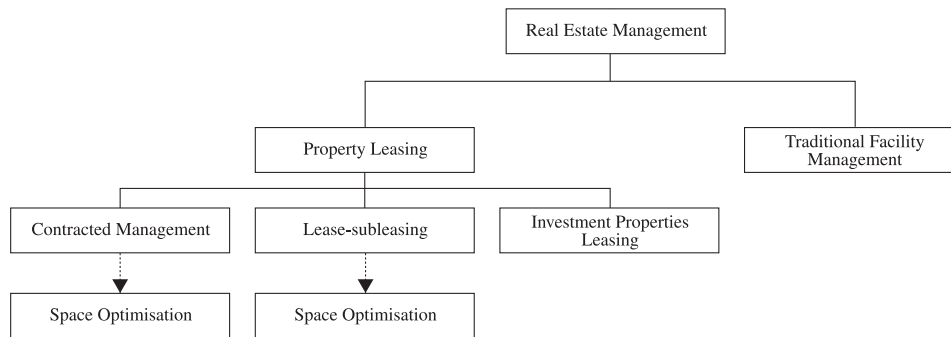 Real Estate Management
Property Leasing
Traditional Facility
Management
Contracted Management
Lease-subleasing
Investment Properties
Leasing
Space Optimisation
Space Optimisation